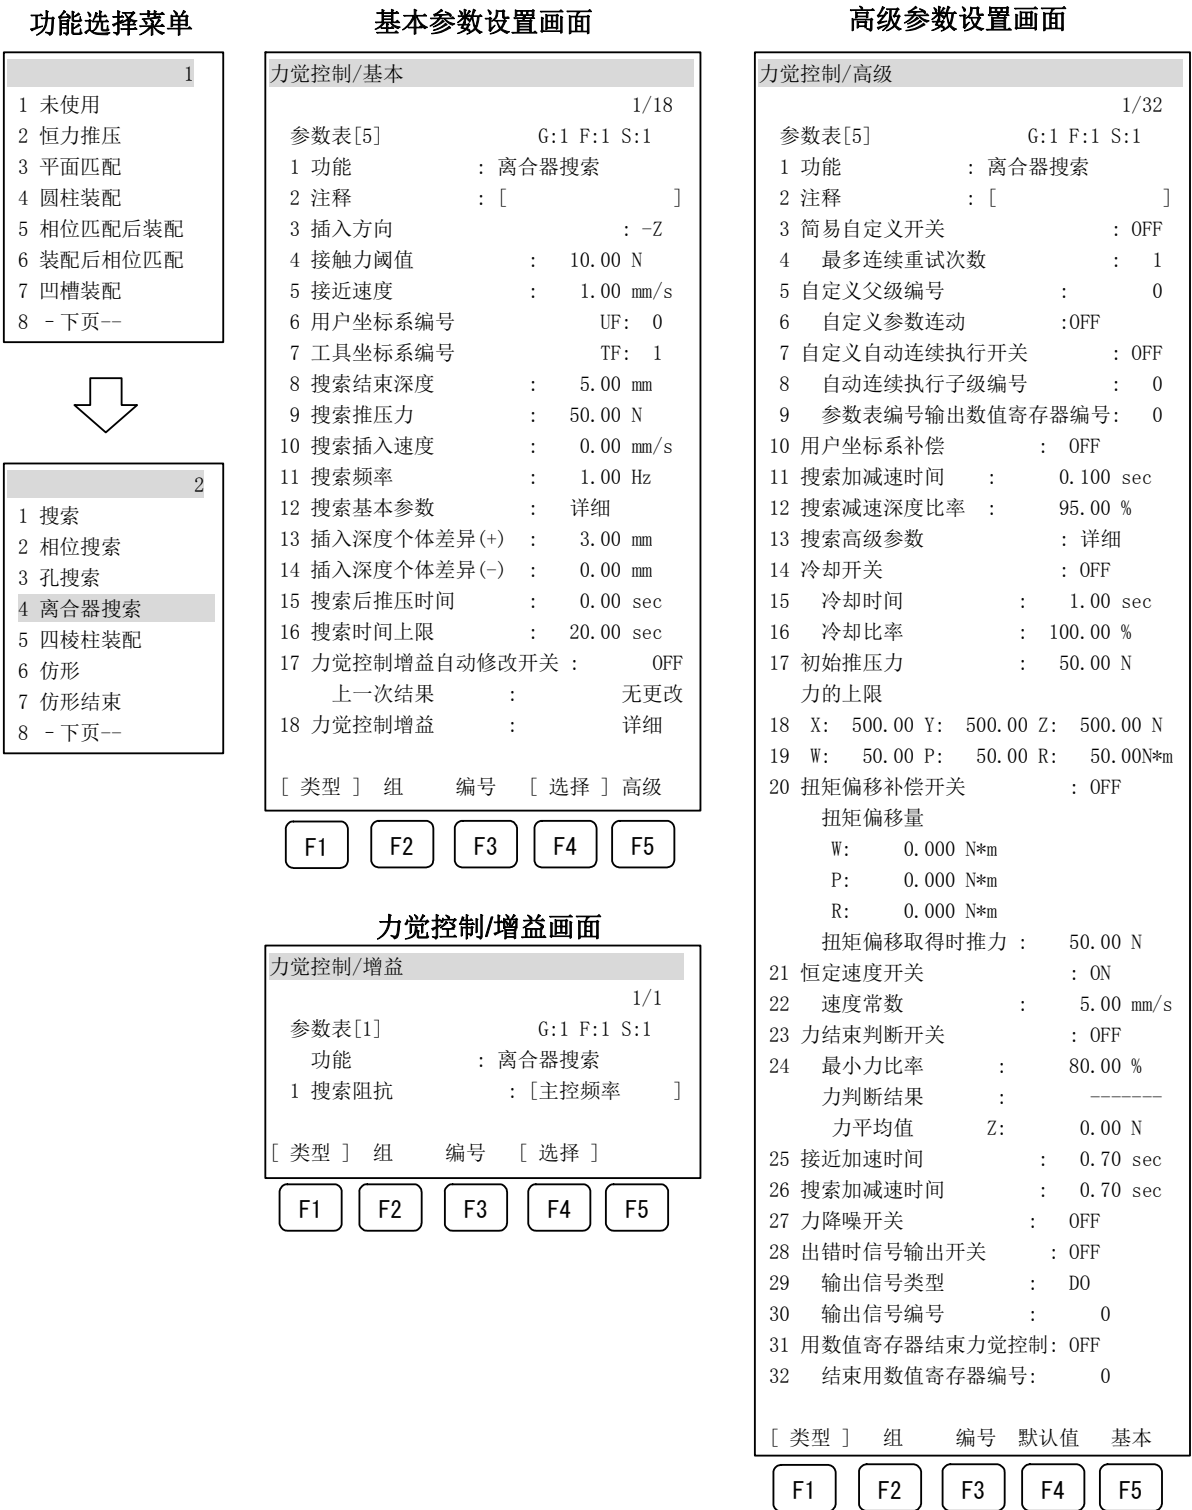 功能选择菜单
1
1 未使用
2 恒力推压
3 平面匹配
4 圆柱装配
5 相位匹配后装配
6 装配后相位匹配
7 凹槽装配
8 －下页--
2
1 搜索
2 相位搜索
3 孔搜索
4 离合器搜索
5 四棱柱装配
6 仿形
7 仿形结束
8 －下页--
基本参数设置画面
力觉控制/基本
1/18
参数表[5] G:1 F:1 S:1
1 功能 : 离合器搜索
2 注释 : [ ]
3 插入方向 : -Z
4 接触力阈值 : 10.00 N
5 接近速度 : 1.00 mm/s
6 用户坐标系编号 UF: 0
7 工具坐标系编号 TF: 1
8 搜索结束深度 : 5.00 mm
9 搜索推压力 : 50.00 N
10 搜索插入速度 : 0.00 mm/s
11 搜索频率 : 1.00 Hz
12 搜索基本参数 : 详细
13 插入深度个体差异(+) : 3.00 mm
14 插入深度个体差异(-) : 0.00 mm
15 搜索后推压时间 : 0.00 sec
16 搜索时间上限 : 20.00 sec
17 力觉控制增益自动修改开关 : OFF
上一次结果 : 无更改
18 力觉控制增益 : 详细
[ 类型 ] 组 编号 [ 选择 ] 高级
F1 F2 F3 F4 F5
力觉控制/增益画面
力觉控制/增益
1/1
参数表[1] G:1 F:1 S:1
功能 : 离合器搜索
1 搜索阻抗 : [主控频率 ]
[ 类型 ] 组 编号 [ 选择 ]
F1 F2 F3 F4 F5
高级参数设置画面
力觉控制/高级
1/32
参数表[5] G:1 F:1 S:1
1 功能 : 离合器搜索
2 注释 : [ ]
3 简易自定义开关 : OFF
4 最多连续重试次数 : 1
5 自定义父级编号 : 0
6 自定义参数连动 :OFF
7 自定义自动连续执行开关 : OFF
8 自动连续执行子级编号 : 0
9 参数表编号输出数值寄存器编号: 0
10 用户坐标系补偿 : OFF
11 搜索加减速时间 : 0.100 sec
12 搜索减速深度比率 : 95.00 %
13 搜索高级参数 : 详细
14 冷却开关 : OFF
15 冷却时间 : 1.00 sec
16 冷却比率 : 100.00 %
17 初始推压力 : 50.00 N
力的上限
18 X: 500.00 Y: 500.00 Z: 500.00 N
19 W: 50.00 P: 50.00 R: 50.00N*m
20 扭矩偏移补偿开关 : OFF
扭矩偏移量
W: 0.000 N*m
P: 0.000 N*m
R: 0.000 N*m
扭矩偏移取得时推力 : 50.00 N
21 恒定速度开关 : ON
22 速度常数 : 5.00 mm/s
23 力结束判断开关 : OFF
24 最小力比率 : 80.00 %
力判断结果 : -------
力平均值 Z: 0.00 N
25 接近加速时间 : 0.70 sec
26 搜索加减速时间 : 0.70 sec
27 力降噪开关 : OFF
28 出错时信号输出开关 : OFF
29 输出信号类型 : DO
30 输出信号编号 : 0
31 用数值寄存器结束力觉控制: OFF
32 结束用数值寄存器编号: 0
[ 类型 ] 组 编号 默认值 基本
F1 F2 F3 F4 F5